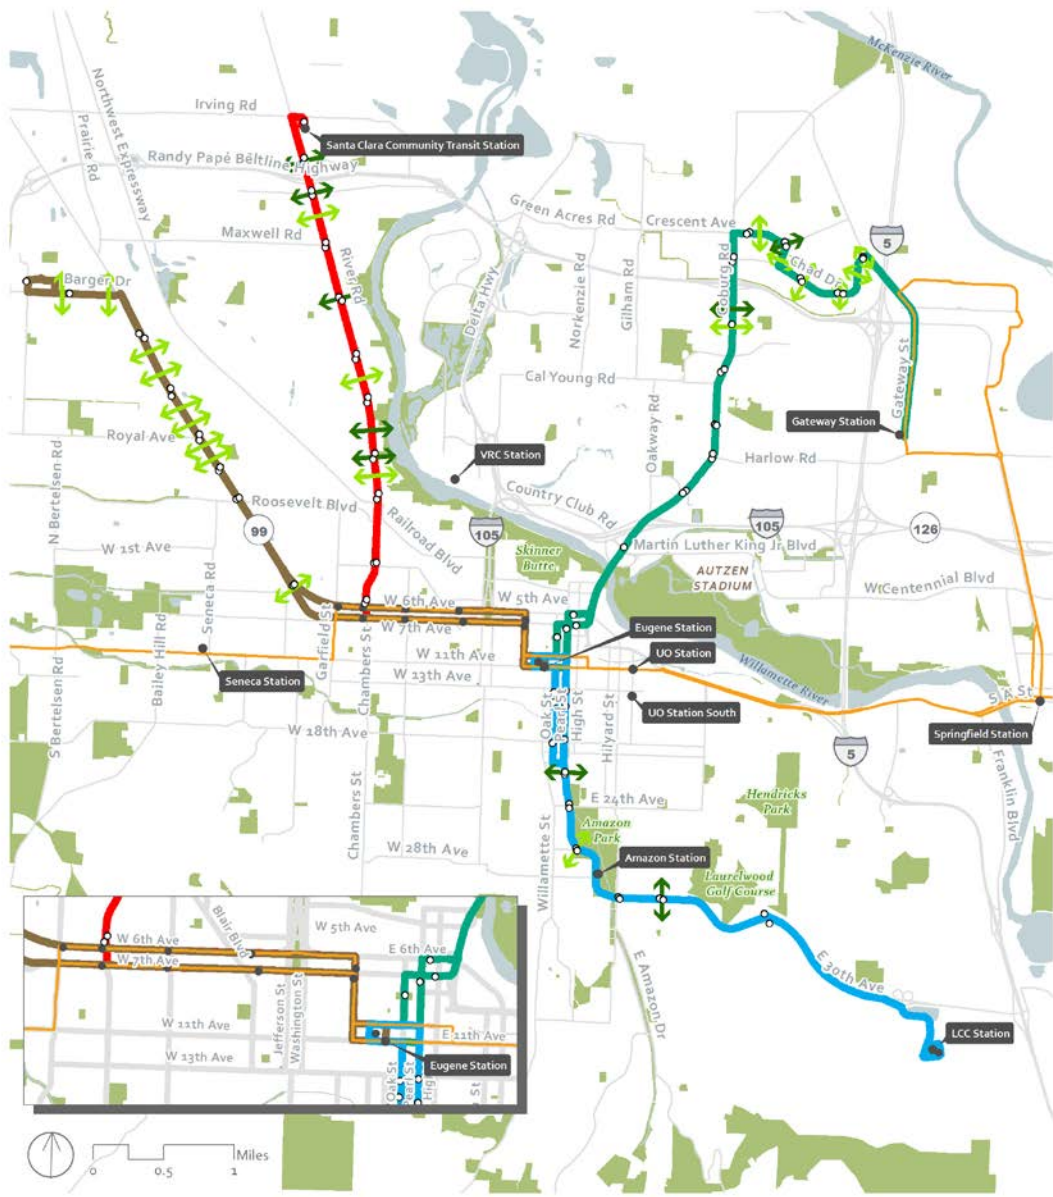 McKenzie River
Irving Rd
Northwest Expressway
Prairie Rd
Santa Clara Community Transit Station
Randy Papé Beltline Highway
Green Acres Rd
Crescent Ave
5
Maxwell Rd
River Rd
Delta Hwy
Norkenzie Rd
Gilham Rd
Coburg Rd
Chad Dr
Barger Dr
Gateway St
Cal Young Rd
Oakway Rd
Gateway Station
Royal Ave
N Bertelsen Rd
VRC Station
Harlow Rd
Roosevelt Blvd
Country Club Rd
99
Railroad Blvd
105
105
126
W 1st Ave
Skinner
Butte
Martin Luther King Jr Blvd
AUTZEN
STADIUM
W Centennial Blvd
Seneca Rd
Bailey Hill Rd
W 6th Ave
W 5th Ave
W 7th Ave
Garfield St
Chambers St
Eugene Station
W 11th Ave
UO Station
W 13th Ave
Seneca Station
Willamette River
S A St
S Bertelsen Rd
Oak St
Pearl St
High St
Hilyard St
UO Station South
Springfield Station
W 18th Ave
5
Franklin Blvd
E 24th Ave
Hendricks
Park
Chambers St
Willamette St
Amazon
Park
W 28th Ave
Amazon Station
Laurelwood
Golf Course
E 30th Ave
E Amazon Dr
LCC Station
Blair Blvd
W 5th Ave
W 6th Ave
E 6th Ave
W 7th Ave
Jefferson St
Washington St
W 11th Ave
E 11th Ave
W 13th Ave
Eugene Station
Oak St
Pearl St
High
St
0
0.5
1
Miles